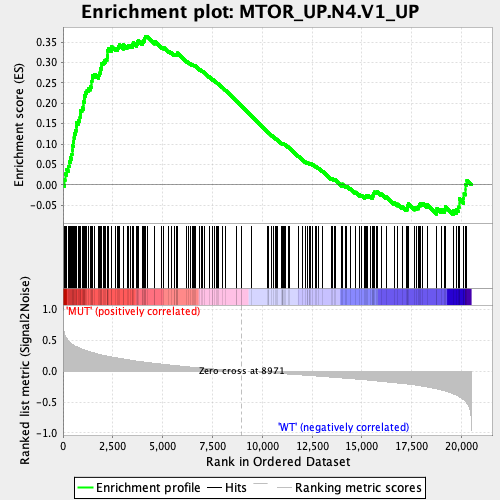 Enrichment plot: MTOR_UP.N4.V1_UP
Enrichment score (ES)
0.35
0.30
0.25
0.20
0.15
0.10
0.05
0.00
-0.05
Ranked list metric (Signal2Noise)
1.0
0.5
0.0
-0.5
-1.0
'MUT' (positively correlated)
Zero cross at 8971
'WT' (negatively correlated)
0 2,500 5,000 7,500 10,000 12,500 15,000 17,500 20,000
Rank in Ordered Dataset
Enrichment profile Hits Ranking metric scores